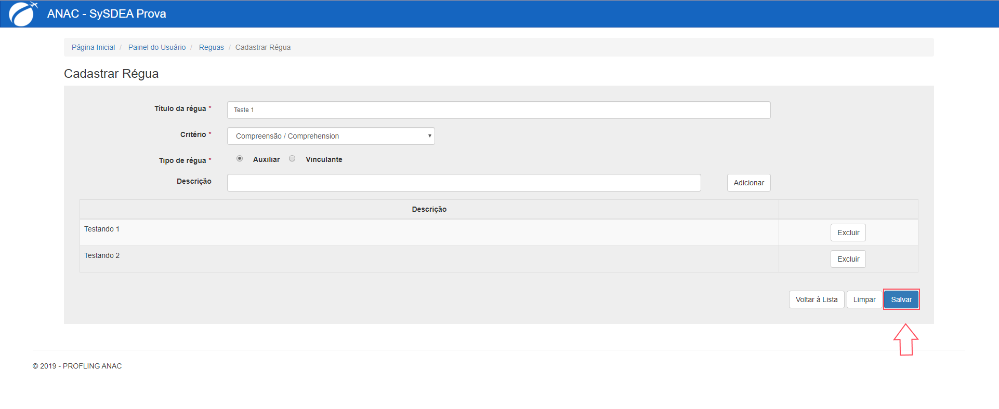 ANAC - SySDEA Prova
Página Inicial / Painel do Usuário / Reguas / Cadastrar Régua
Cadastrar Régua
Título da régua * Teste 1
Critério * Compreensão / Comprehension
Tipo de régua * Auxiliar Vinculante
Descrição Adicionar
Descrição
Testando 1 Excluir
Testando 2 Excluir
Voltar à Lista Limpar Salvar
© 2019 - PROFLING ANAC